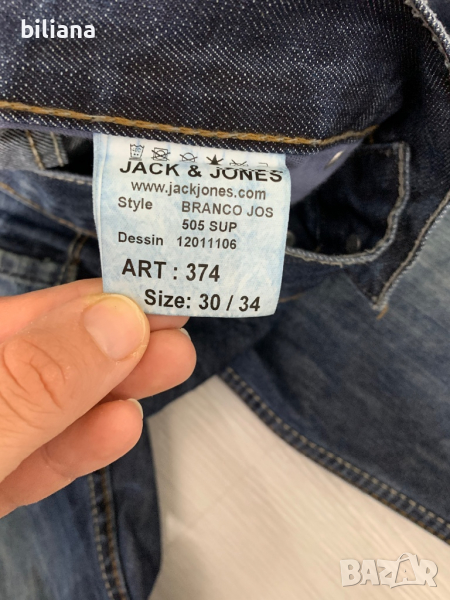 biliana
JACK & JONES
www.jackjones.com
Style BRANCO JOS
505 SUP
Dessin 12011106
ART : 374
Size: 30 / 34
BAZAR